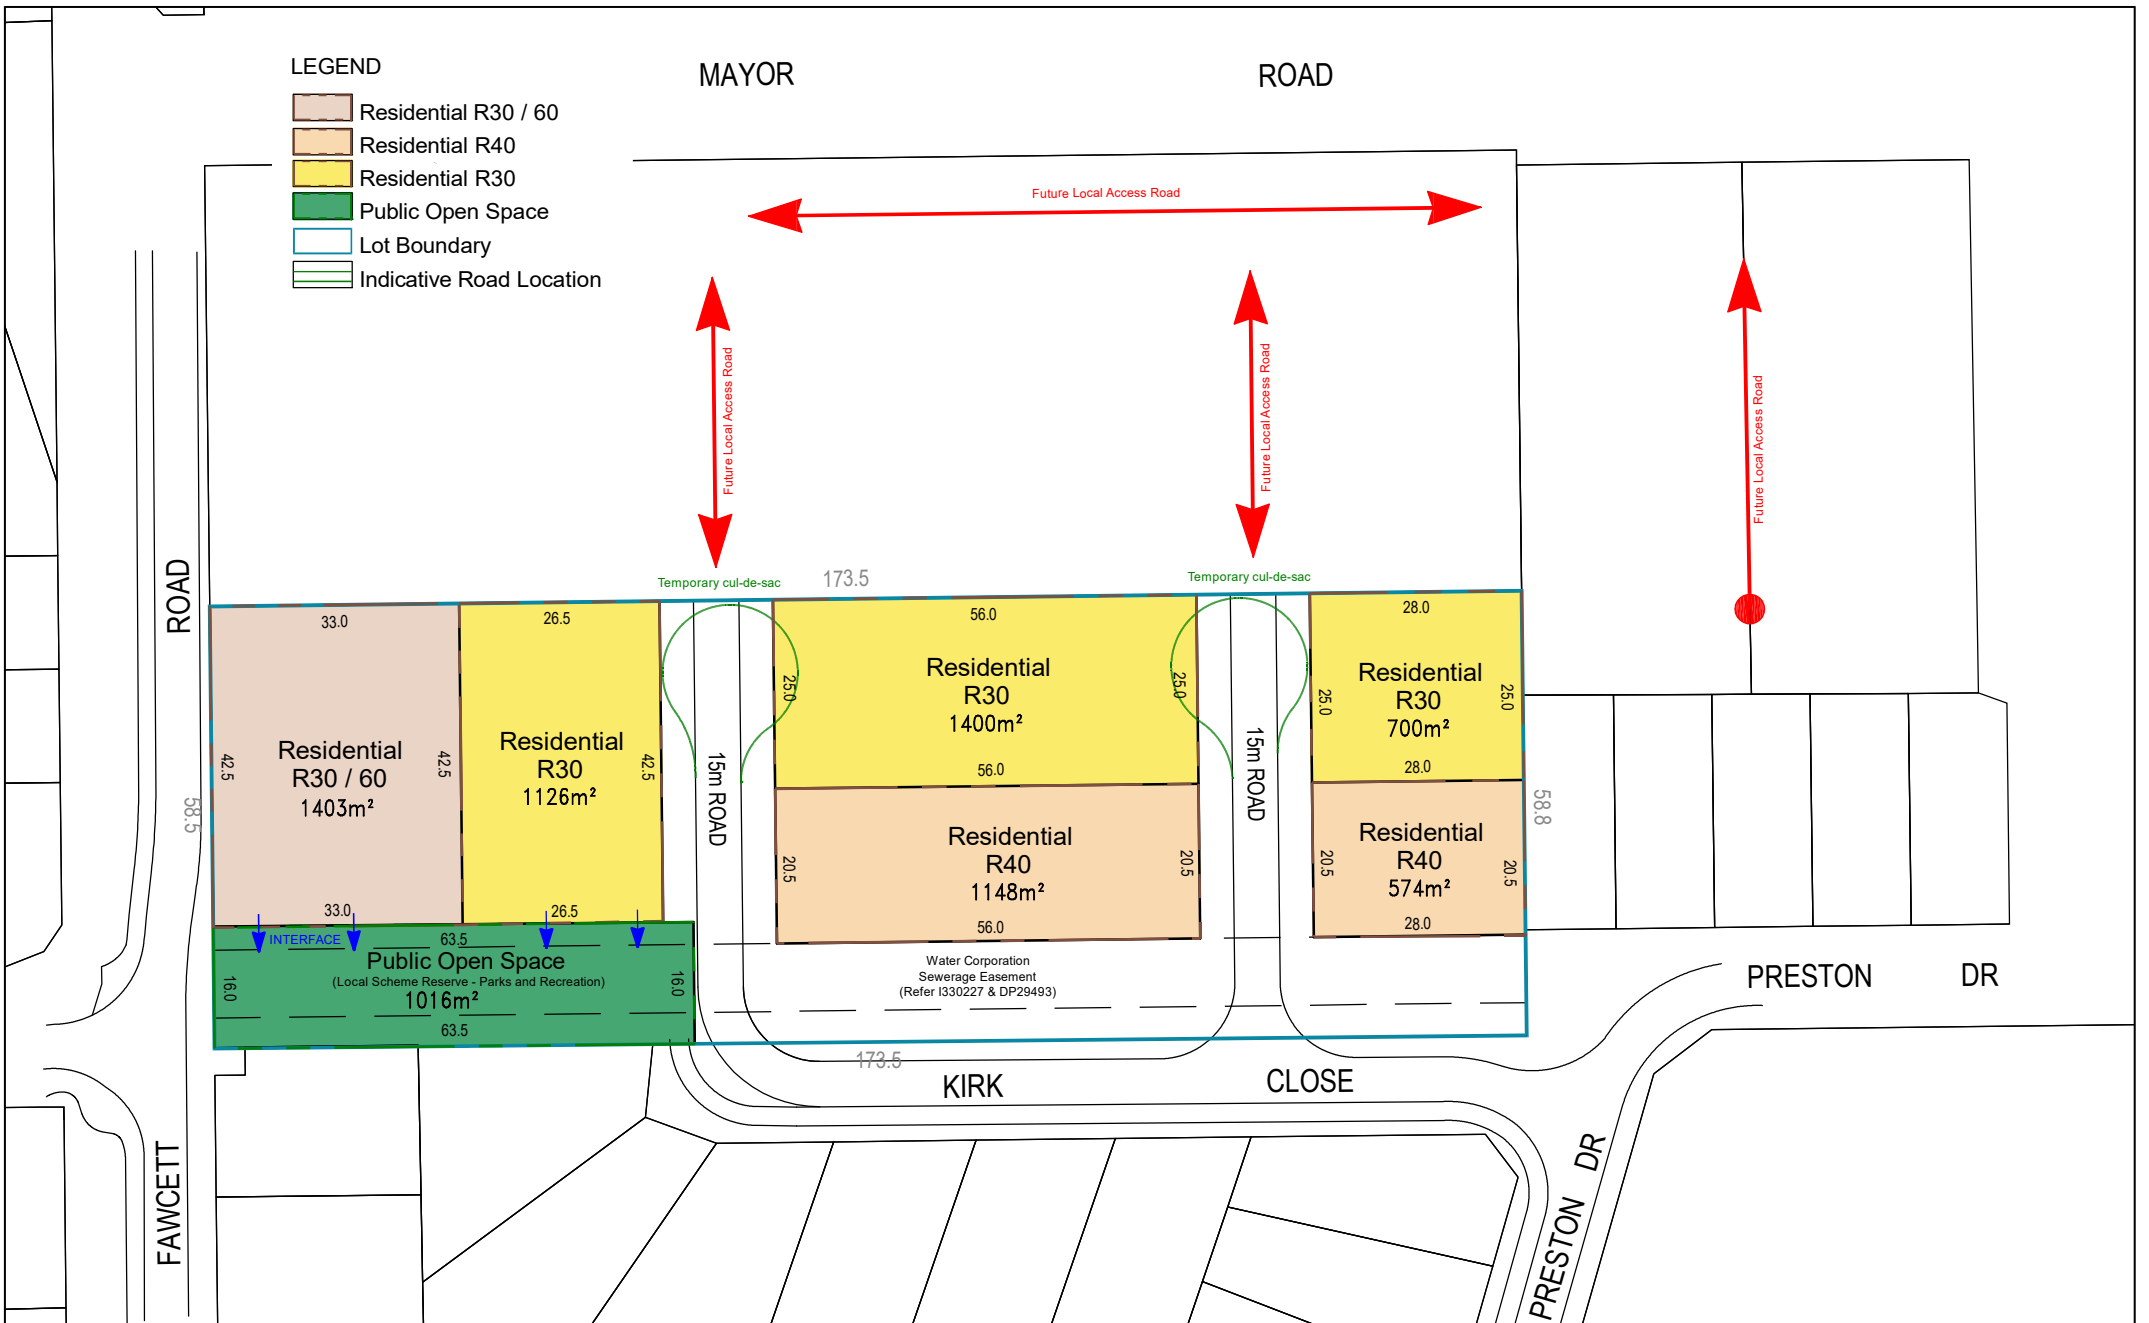 LEGEND
Residential R30 / 60
Residential R40
Residential R30
Public Open Space
Lot Boundary
Indicative Road Location
MAYOR ROAD
Future Local Access Road
Future Local Access Road
Future Local Access Road
Future Local Access Road
Temporary cul-de-sac
173.5
Temporary cul-de-sac
ROAD
FAWCETT
58.5
33.0
42.5
42.5
Residential
R30 / 60
1403m²
33.0
26.5
Residential
R30
1126m²
42.5
26.5
15m ROAD
56.0
25.0
25.0
Residential
R30
1400m²
56.0
20.5
20.5
Residential
R40
1148m²
56.0
15m ROAD
28.0
25.0
25.0
Residential
R30
700m²
28.0
20.5
20.5
Residential
R40
574m²
28.0
58.8
INTERFACE
63.5
16.0
16.0
Public Open Space
(Local Scheme Reserve - Parks and Recreation)
1016m²
63.5
Water Corporation
Sewerage Easement
(Refer I330227 & DP29493)
173.5
KIRK CLOSE
PRESTON DR
PRESTON DR